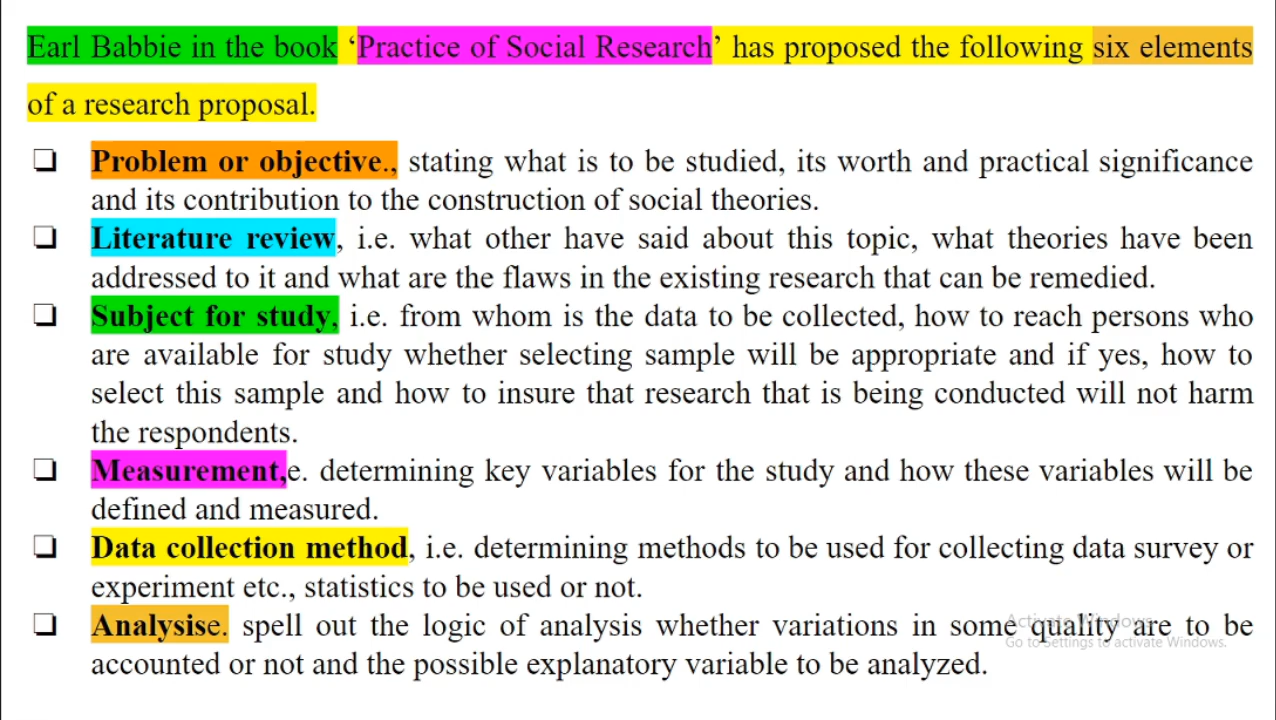 Earl Babbie in the book ‘Practice of Social Research’ has proposed the following six elements
of a research proposal.
❏ Problem or objective., stating what is to be studied, its worth and practical significance
and its contribution to the construction of social theories.
❏ Literature review, i.e. what other have said about this topic, what theories have been
addressed to it and what are the flaws in the existing research that can be remedied.
❏ Subject for study, i.e. from whom is the data to be collected, how to reach persons who
are available for study whether selecting sample will be appropriate and if yes, how to
select this sample and how to insure that research that is being conducted will not harm
the respondents.
❏ Measurement,e. determining key variables for the study and how these variables will be
defined and measured.
❏ Data collection method, i.e. determining methods to be used for collecting data survey or
experiment etc., statistics to be used or not.
❏ Analysise. spell out the logic of analysis whether variations in some quality are to be
accounted or not and the possible explanatory variable to be analyzed.
Activate Windows
Go to Settings to activate Windows.